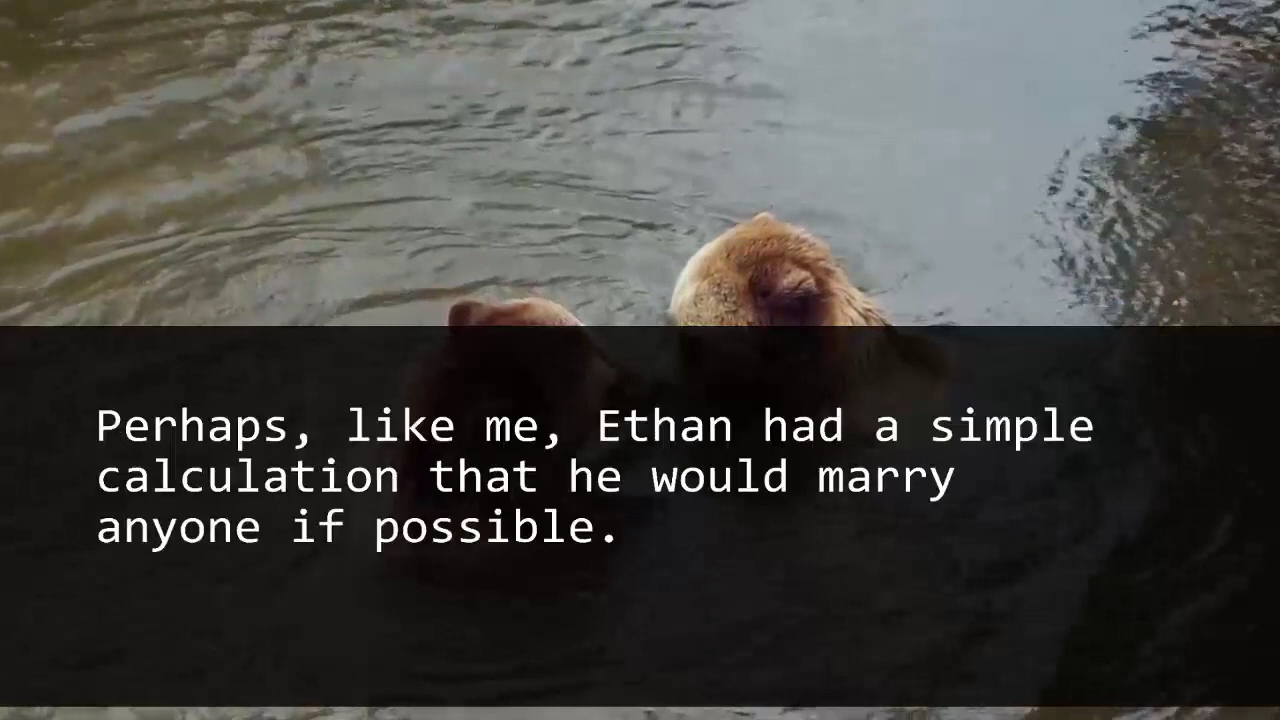 Perhaps, like me, Ethan had a simple
calculation that he would marry
anyone if possible.